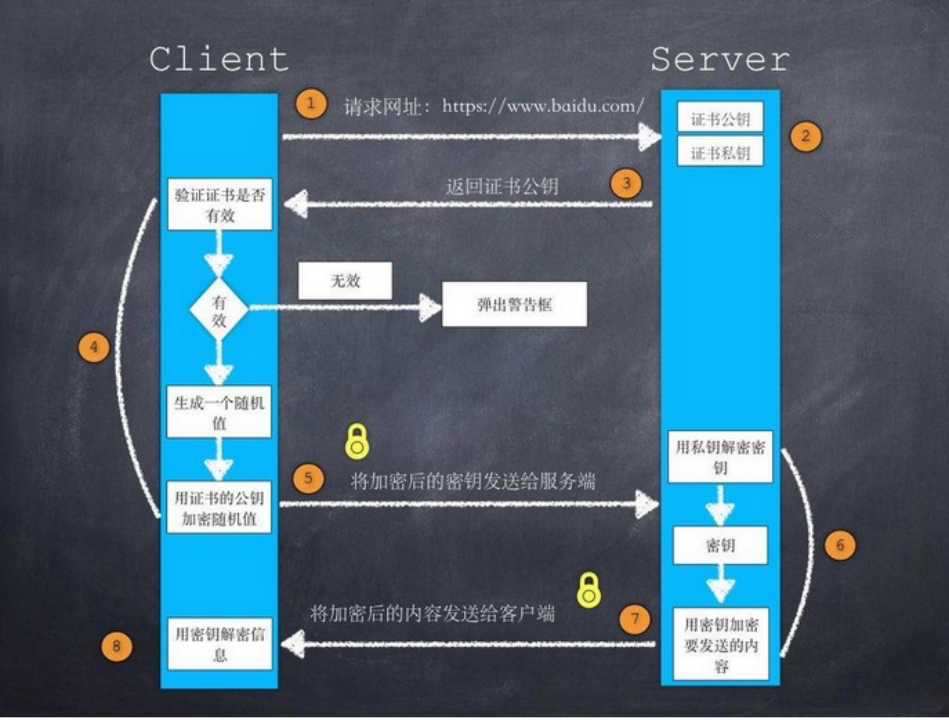 Client
Server
1
请求网址：https://www.baidu.com/
证书公钥
证书私钥
2
返回证书公钥
3
验证证书是否
有效
有
效
无效
弹出警告框
4
生成一个随机
值
用证书的公钥
加密随机值
5
将加密后的密钥发送给服务端
用私钥解密密
钥
密钥
用密钥加密
要发送的内
容
6
将加密后的内容发送给客户端
7
用密钥解密信
息
8